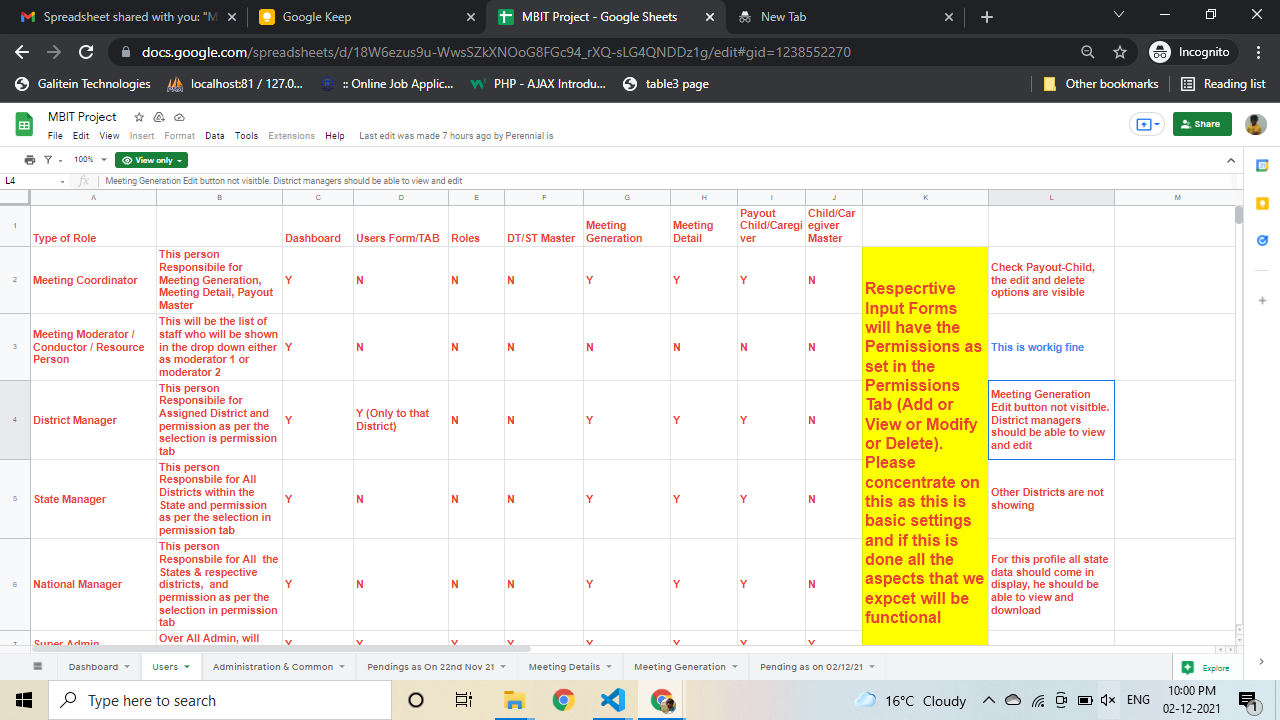 Spreadsheet shared with you: "M
Google Keep
MBIT Project - Google Sheets
New Tab
docs.google.com/spreadsheets/d/18W6ezus9u-WwsSZkXNOoG8FGc94_rXQ-sLG4QNDDz1g/edit#gid=1238552270
Incognito
Galitein Technologies
localhost:81 / 127.0...
:: Online Job Applic...
PHP - AJAX Introdu...
table3 page
Other bookmarks
Reading list
MBIT Project
File Edit View Insert Format Data Tools Extensions Help Last edit was made 7 hours ago by Perennial is
Share
100%
View only
L4
fx
Meeting Generation Edit button not visitble. District managers should be able to view and edit
A B C D E F G H I J K L M
1
Type of Role
Dashboard
Users Form/TAB
Roles
DT/ST Master
Meeting
Generation
Meeting
Detail
Payout
Child/Caregi
ver
Child/Car
egiver
Master
2
Meeting Coordinator
This person
Responsibile for
Meeting Generation,
Meeting Detail, Payout
Master
Y N N N Y Y Y N
Respecrtive
Input Forms
will have the
Permissions as
set in the
Permissions
Tab (Add or
View or Modify
or Delete).
Please
concentrate on
this as this is
basic settings
and if this is
done all the
aspects that we
expcet will be
functional
Check Payout-Child,
the edit and delete
options are visible
3
Meeting Moderator /
Conductor / Resource
Person
This will be the list of
staff who will be shown
in the drop down either
as moderator 1 or
moderator 2
Y N N N N N N N
This is workig fine
4
District Manager
This person
Responsibile for
Assigned District and
permission as per the
selection is permission
tab
Y
Y (Only to that
District)
N N Y Y Y N
Meeting Generation
Edit button not visitble.
District managers
should be able to view
and edit
5
State Manager
This person
Responsbile for All
Districts within the
State and permission
as per the selection in
permission tab
Y N N N Y Y Y N
Other Districts are not
showing
6
National Manager
This person
Responsbile for All the
States & respective
districts, and
permission as per the
selection in permission
tab
Y N N N Y Y Y N
For this profile all state
data should come in
display, he should be
able to view and
download
7
Super Admin
Over All Admin, will
Y Y Y Y Y Y Y Y
Dashboard
Users
Administration & Common
Pendings as On 22nd Nov 21
Meeting Details
Meeting Generation
Pending as on 02/12/21
Explore
Type here to search
16°C Cloudy
ENG
10:00 PM
02-12-2021
1